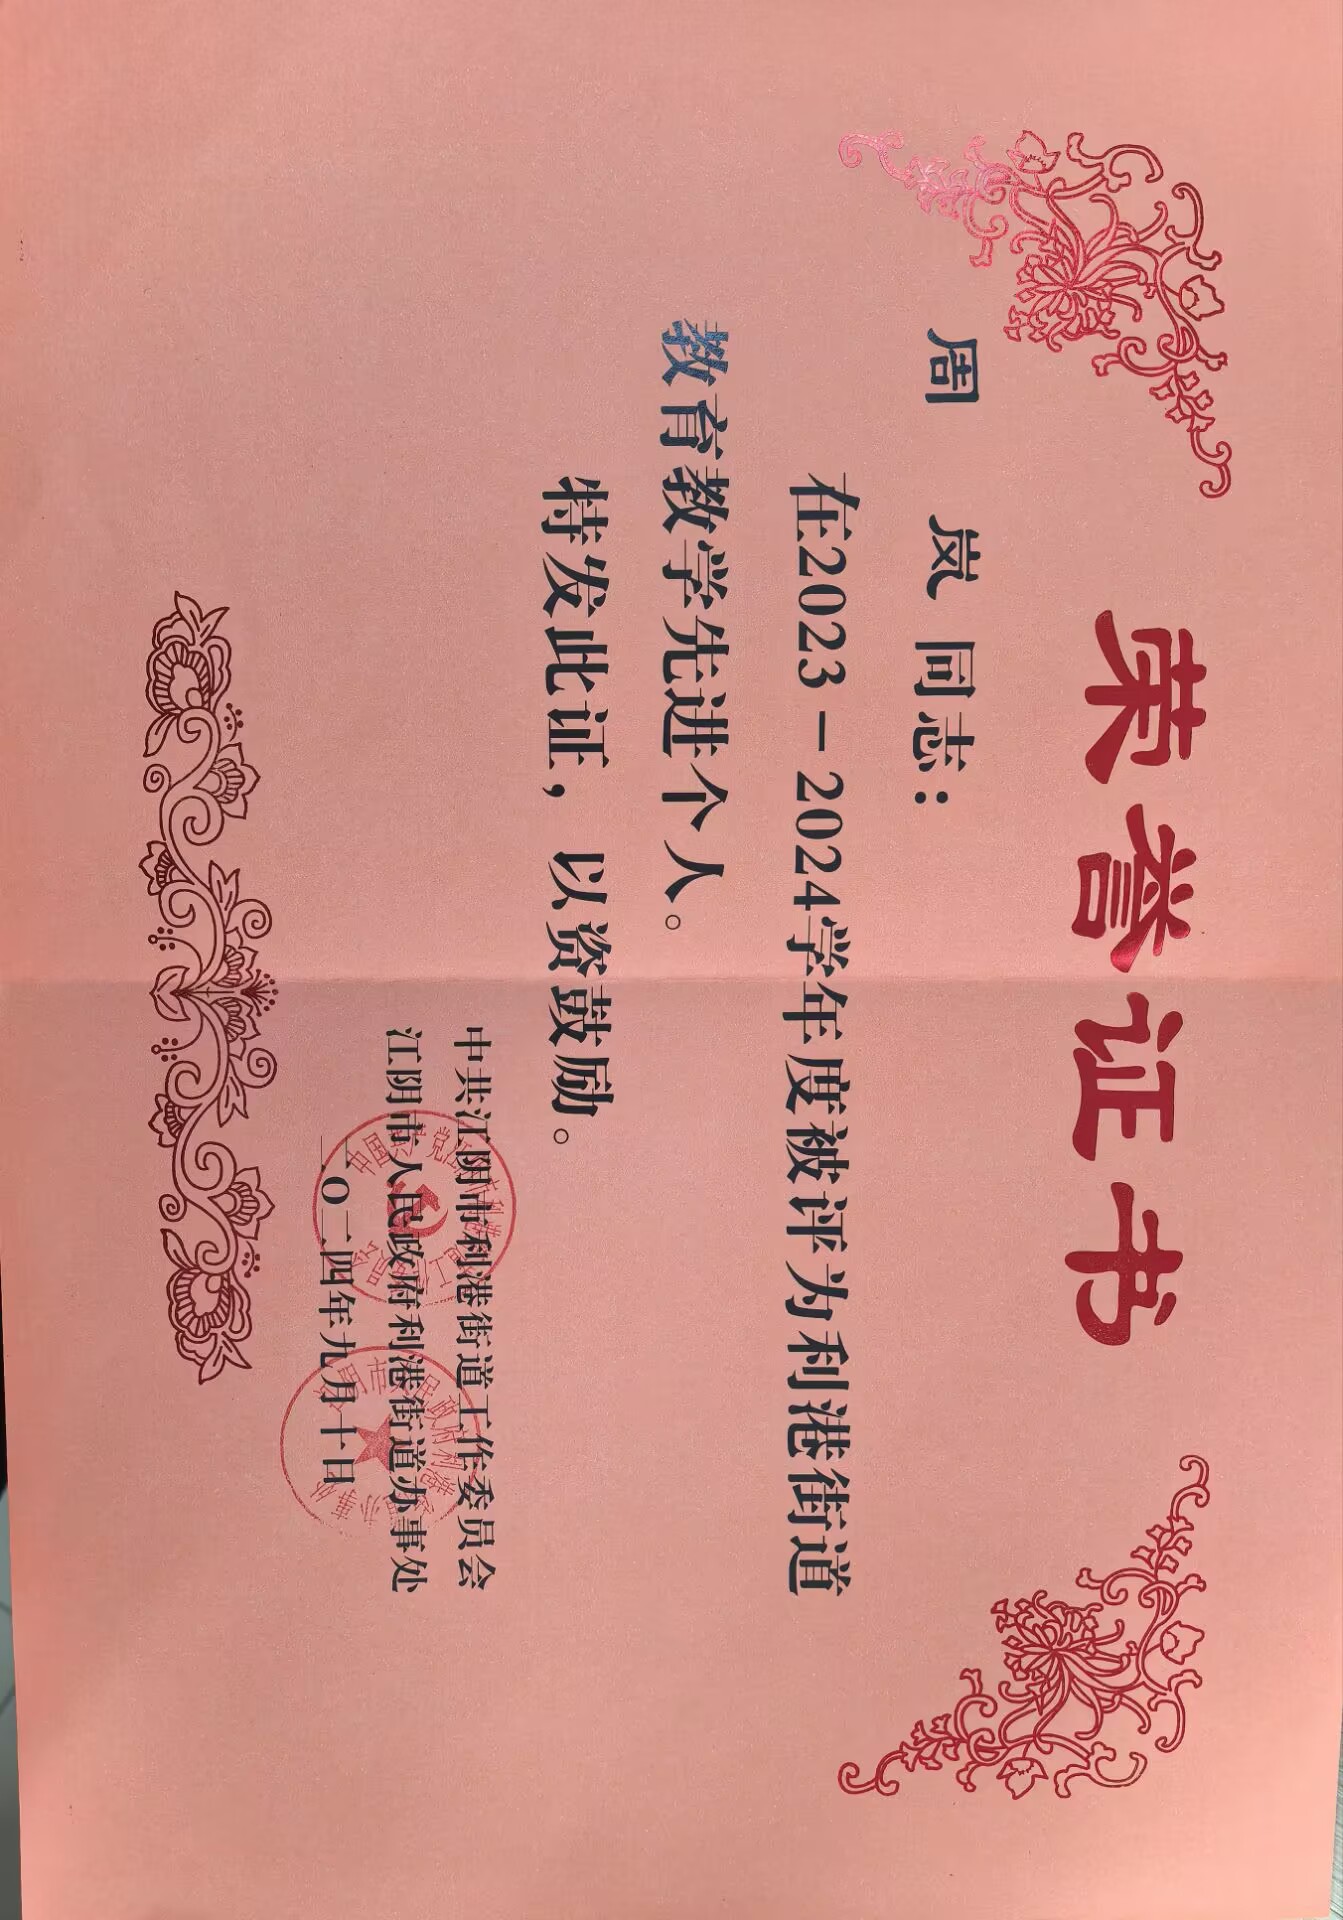 荣誉证书
周 岚 同志：
在2023－2024学年度被评为利港街道
教育教学先进个人。
特发此证，以资鼓励。
中共江阴市利港街道工作委员会
江阴市人民政府利港街道办事处
二〇二四年九月十日